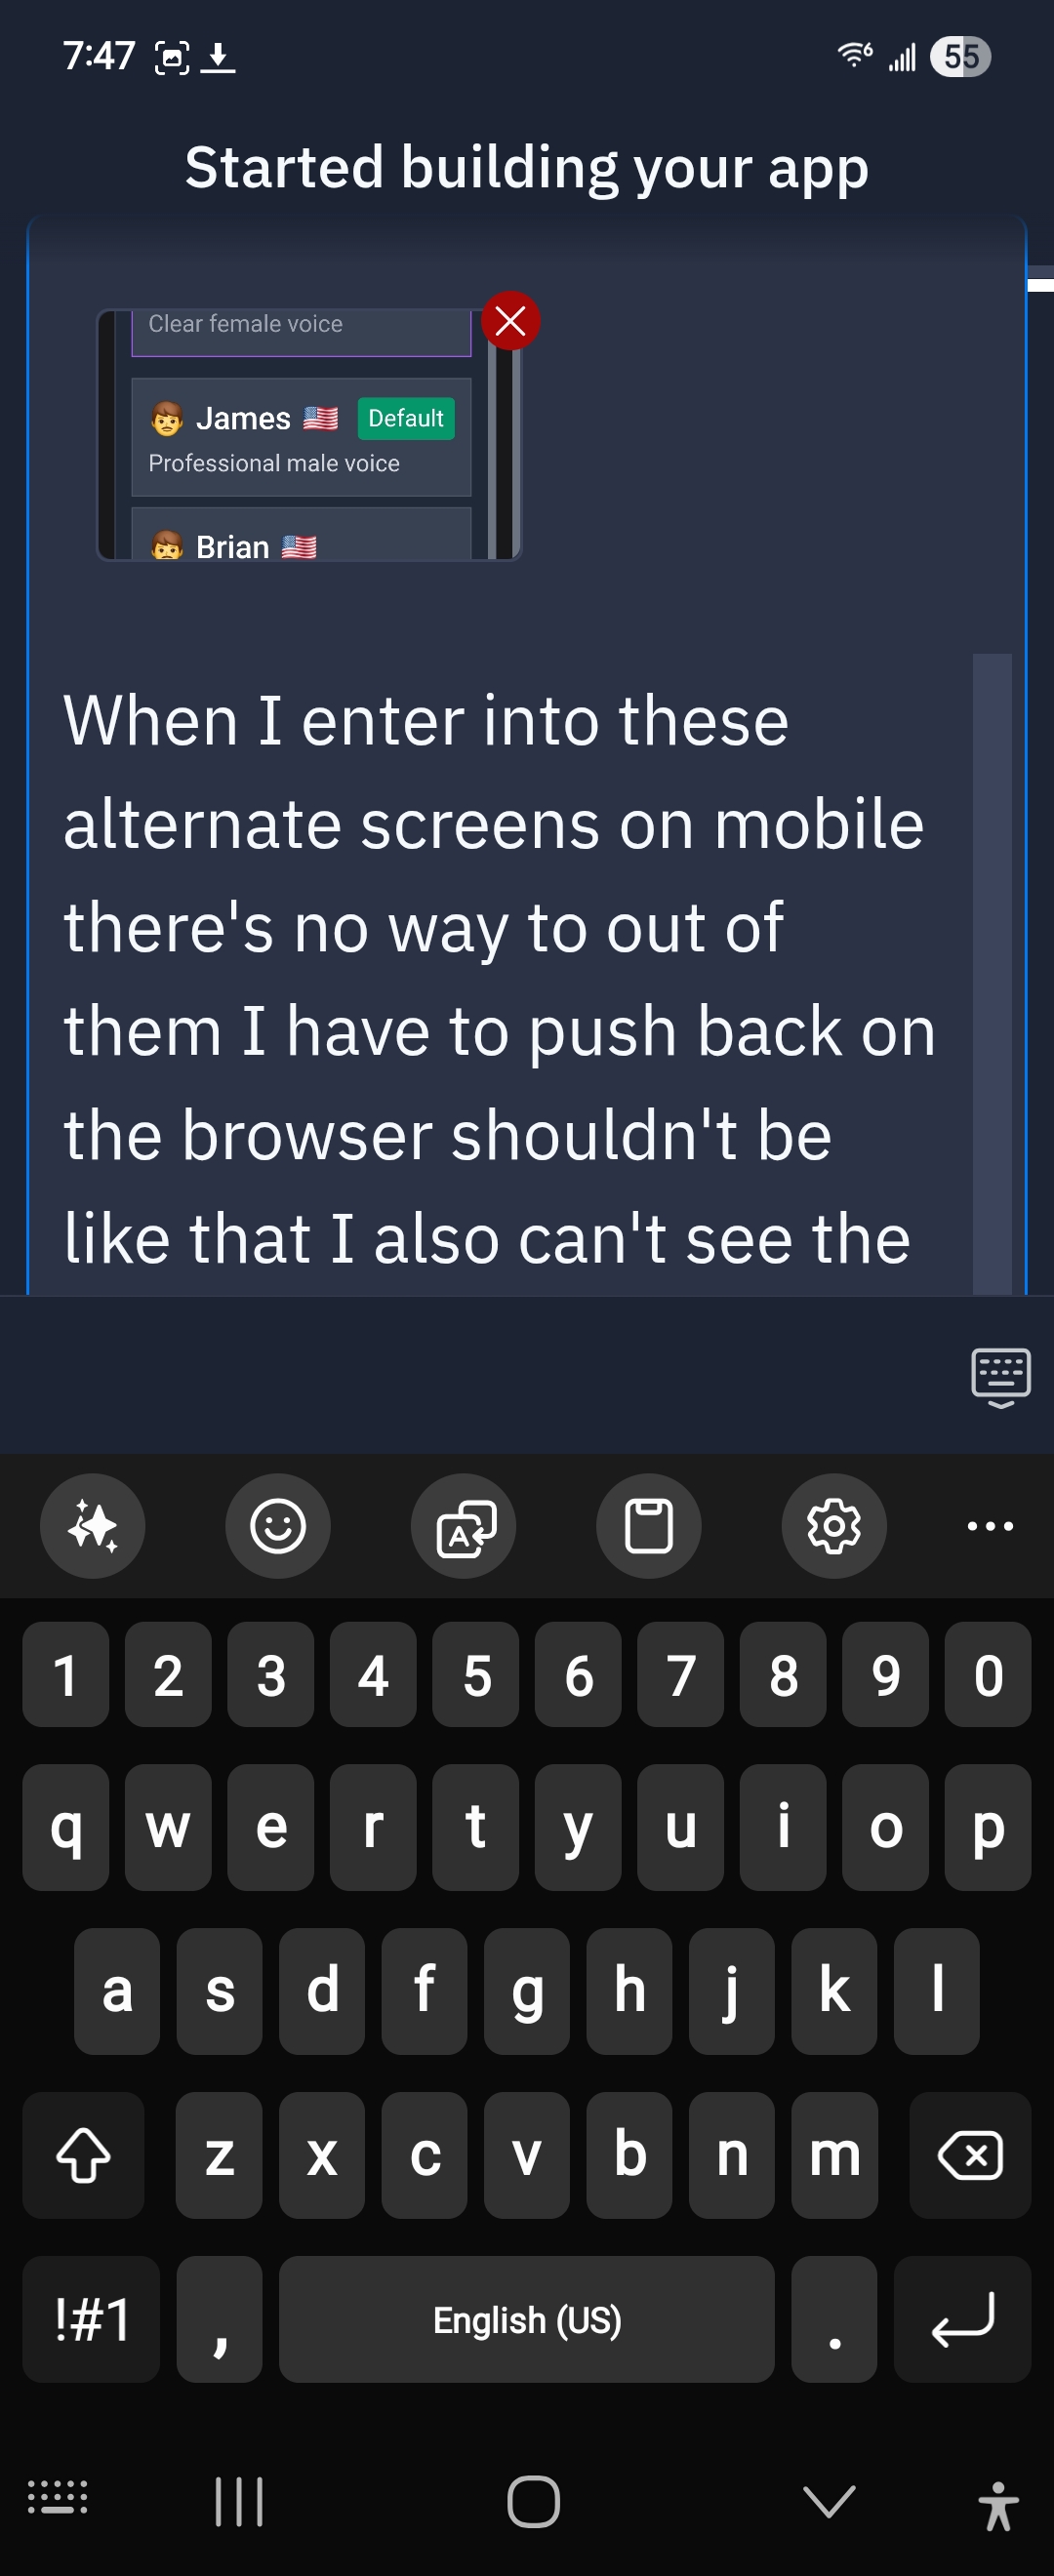 7:47
6
55
Started building your app
Clear female voice
James Default
Professional male voice
Brian
When I enter into these
alternate screens on mobile
there's no way to out of
them I have to push back on
the browser shouldn't be
like that I also can't see the
A
1 2 3 4 5 6 7 8 9 0
q w e r t y u i o p
a s d f g h j k l
z x c v b n m
!#1 , English (US) .